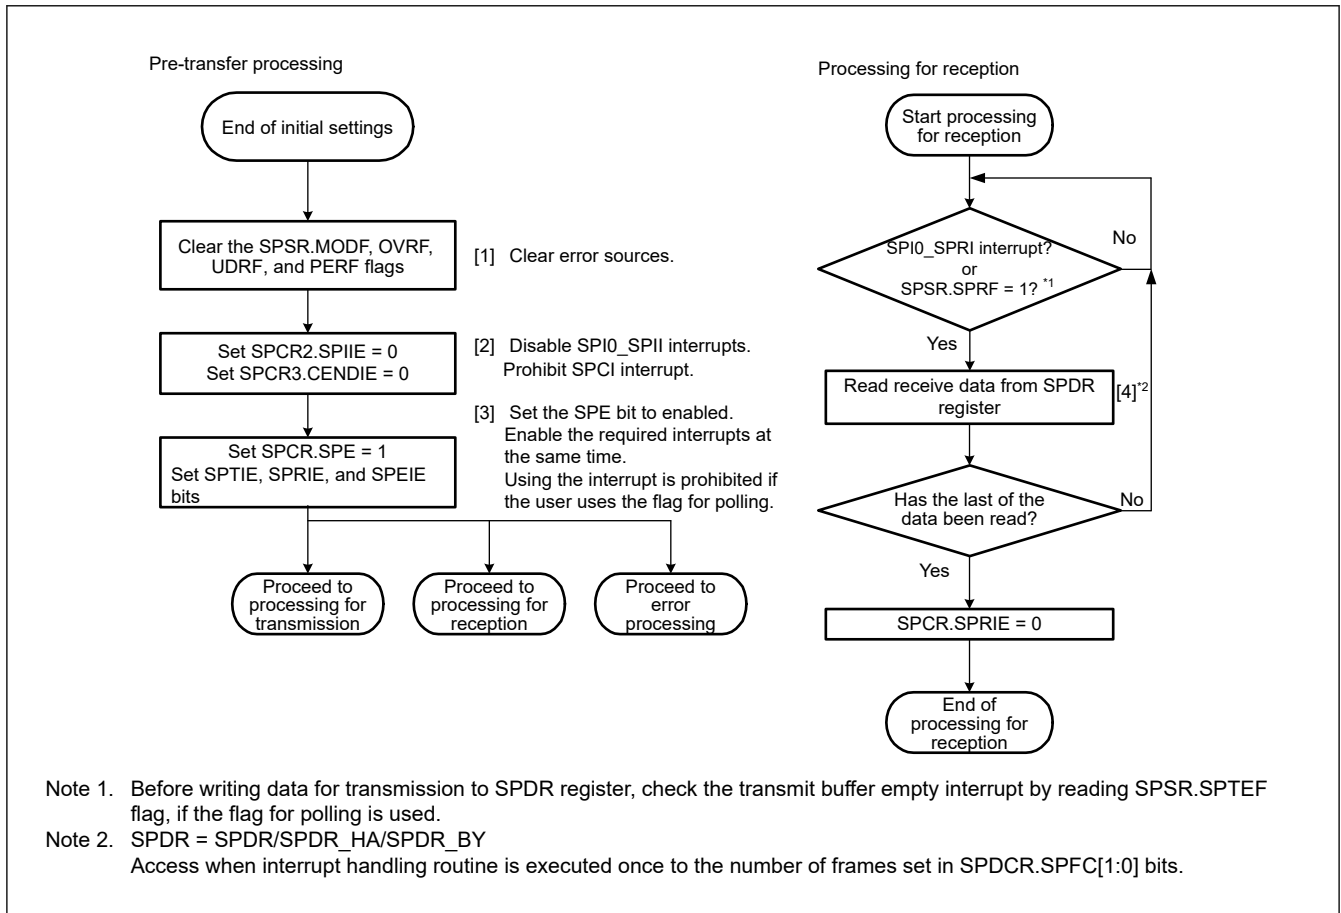 Pre-transfer processing
End of initial settings
Clear the SPSR.MODF, OVRF,
UDRF, and PERF flags
[1] Clear error sources.
Set SPCR2.SPIIE = 0
Set SPCR3.CENDIE = 0
[2] Disable SPI0_SPII interrupts.
Prohibit SPCI interrupt.
Set SPCR.SPE = 1
Set SPTIE, SPRIE, and SPEIE
bits
[3] Set the SPE bit to enabled.
Enable the required interrupts at
the same time.
Using the interrupt is prohibited if
the user uses the flag for polling.
Proceed to
processing for
transmission
Proceed to
processing for
reception
Proceed to
error
processing
Processing for reception
Start processing
for reception
SPI0_SPRI interrupt?
or
SPSR.SPRF = 1? *1
No
Yes
Read receive data from SPDR
register
[4]*2
Has the last of the
data been read?
No
Yes
SPCR.SPRIE = 0
End of
processing for
reception
Note 1. Before writing data for transmission to SPDR register, check the transmit buffer empty interrupt by reading SPSR.SPTEF
flag, if the flag for polling is used.
Note 2. SPDR = SPDR/SPDR_HA/SPDR_BY
Access when interrupt handling routine is executed once to the number of frames set in SPDCR.SPFC[1:0] bits.